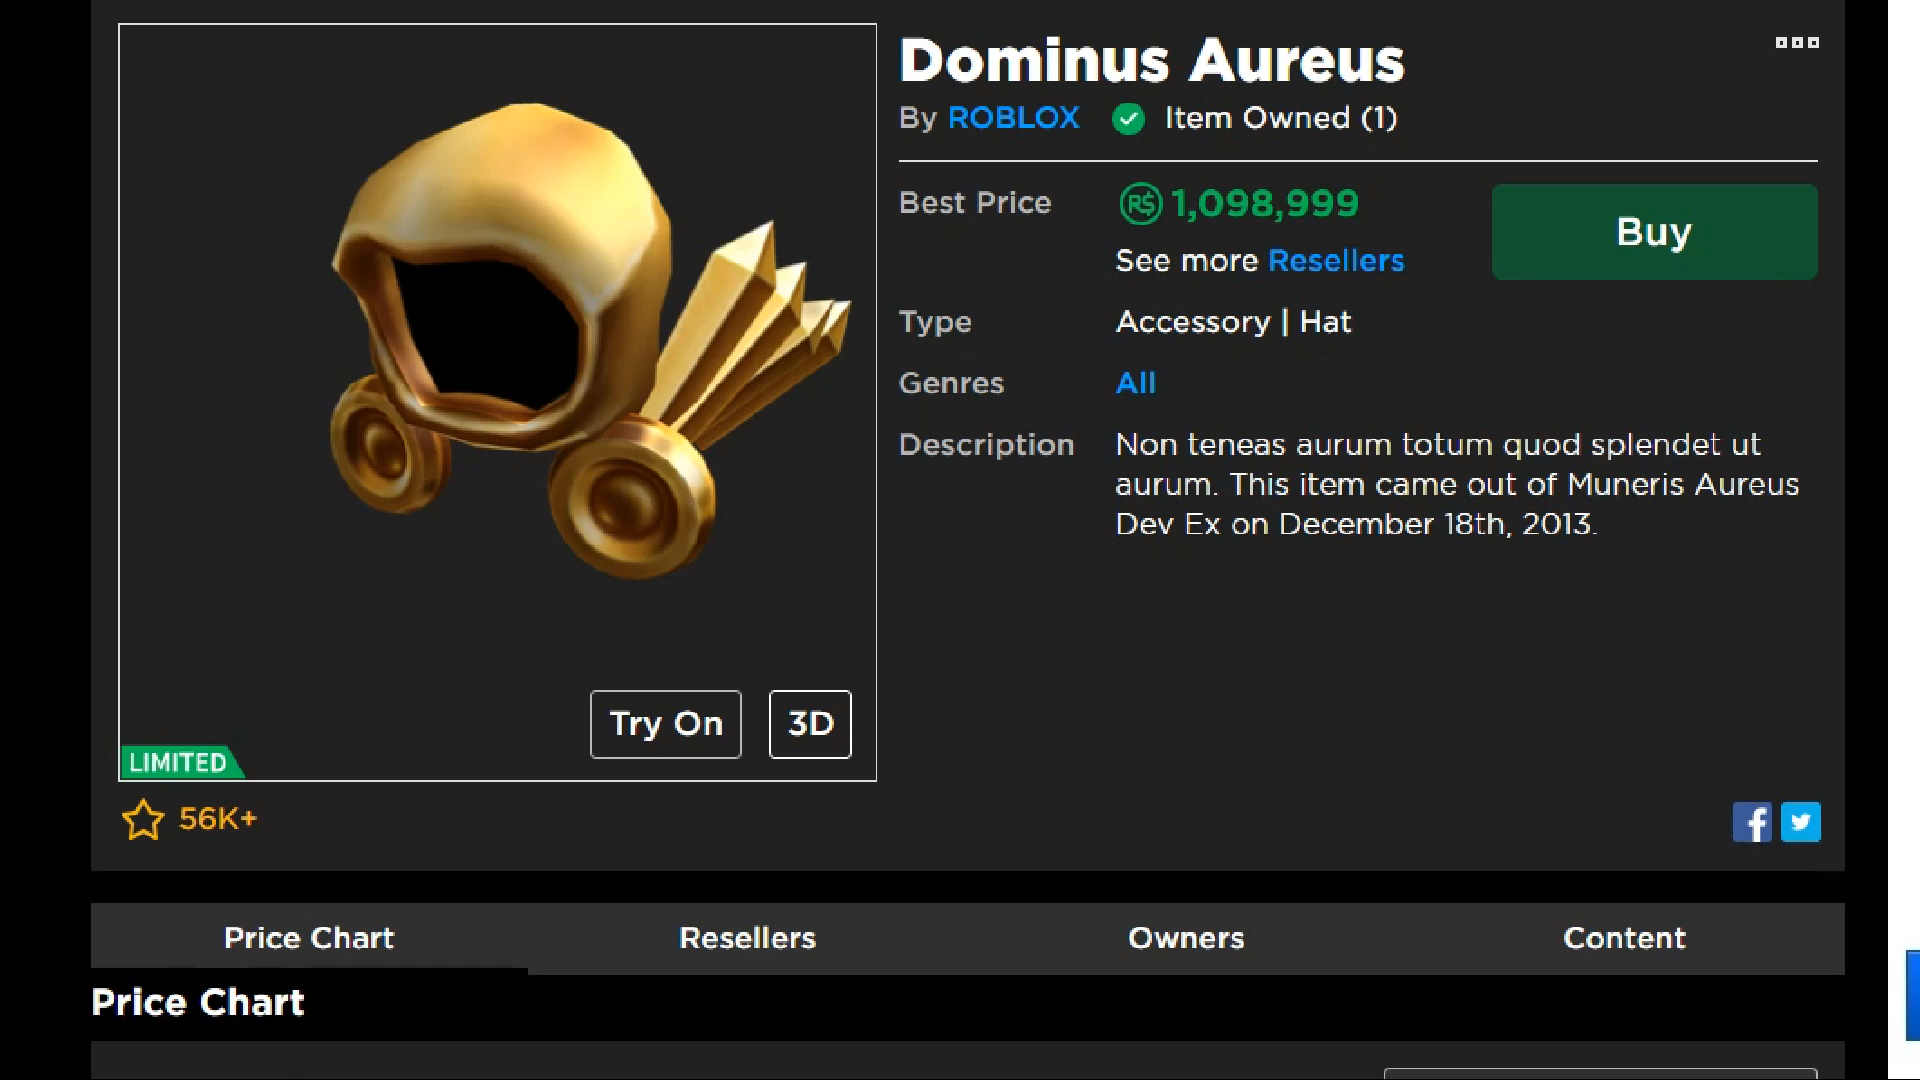 Dominus Aureus
By ROBLOX Item Owned (1)
Best Price R$ 1,098,999
Buy
See more Resellers
Type Accessory | Hat
Genres All
Description Non teneas aurum totum quod splendet ut
aurum. This item came out of Muneris Aureus
Dev Ex on December 18th, 2013.
Try On 3D
LIMITED
56K+
Price Chart Resellers Owners Content
Price Chart